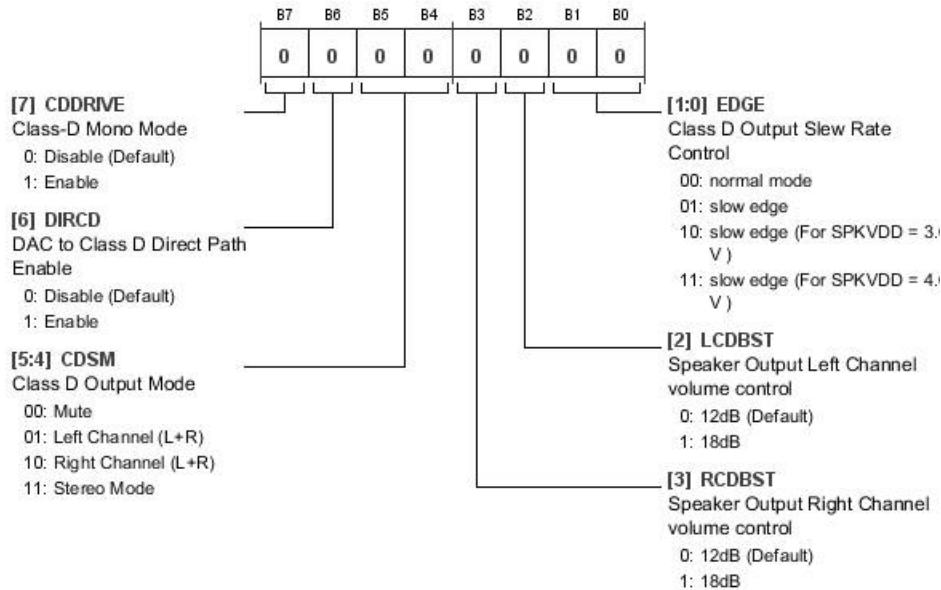 B7 B6 B5 B4 B3 B2 B1 B0
0 0 0 0 0 0 0 0
[7] CDDRIVE
Class-D Mono Mode
0: Disable (Default)
1: Enable
[6] DIRCD
DAC to Class D Direct Path
Enable
0: Disable (Default)
1: Enable
[5:4] CDSM
Class D Output Mode
00: Mute
01: Left Channel (L+R)
10: Right Channel (L+R)
11: Stereo Mode
[1:0] EDGE
Class D Output Slew Rate
Control
00: normal mode
01: slow edge
10: slow edge (For SPKVDD = 3.
V )
11: slow edge (For SPKVDD = 4.
V )
[2] LCDBST
Speaker Output Left Channel
volume control
0: 12dB (Default)
1: 18dB
[3] RCDBST
Speaker Output Right Channel
volume control
0: 12dB (Default)
1: 18dB